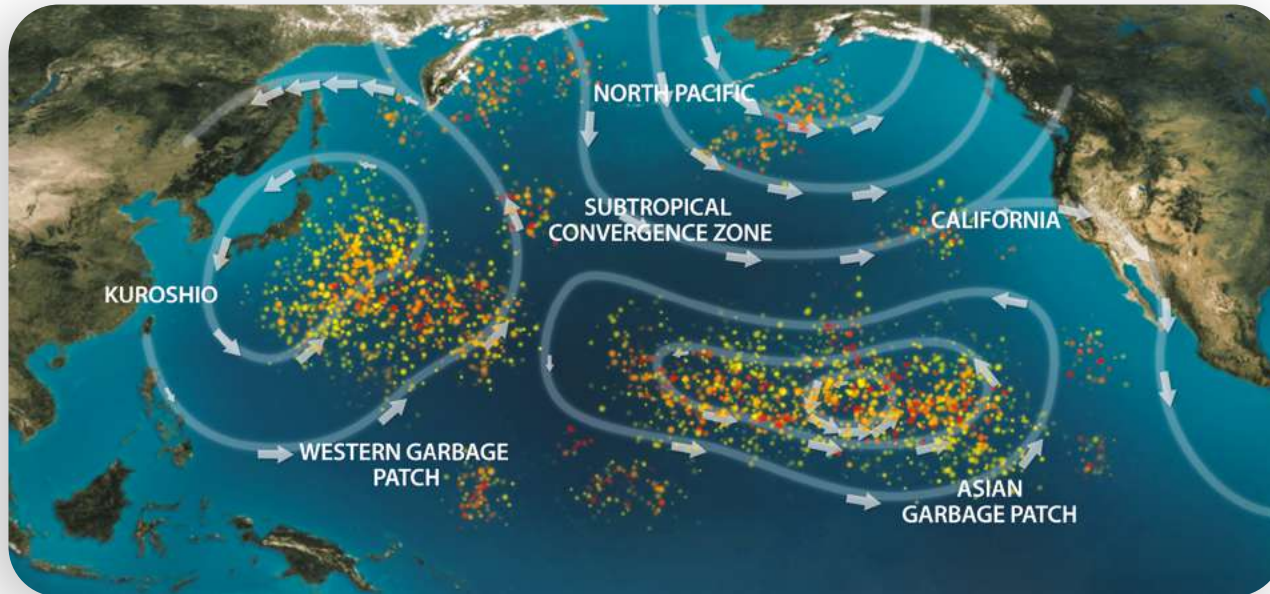 NORTH PACIFIC
SUBTROPICAL
CONVERGENCE ZONE
CALIFORNIA
KUROSHIO
WESTERN GARBAGE
PATCH
ASIAN
GARBAGE PATCH